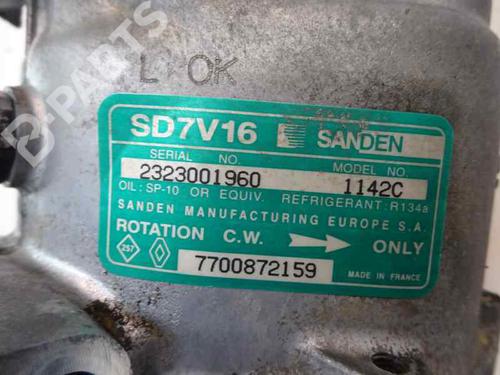 B-PARTS
L OK
SD7V16 SANDEN
SERIAL NO. MODEL NO.
2323001960 1142C
OIL: SP-10 OR EQUIV. REFRIGERANT: R134a
SANDEN MANUFACTURING EUROPE S.A.
ROTATION C.W. ONLY
257
7700872159
MADE IN FRANCE